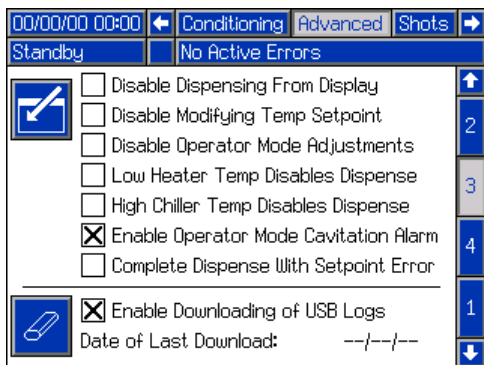 00/00/00 00:00 Conditioning Advanced Shots
Standby No Active Errors
Disable Dispensing From Display
Disable Modifying Temp Setpoint
Disable Operator Mode Adjustments
Low Heater Temp Disables Dispense
High Chiller Temp Disables Dispense
Enable Operator Mode Cavitation Alarm
Complete Dispense With Setpoint Error
2
3
4
1
Enable Downloading of USB Logs
Date of Last Download: --/--/--